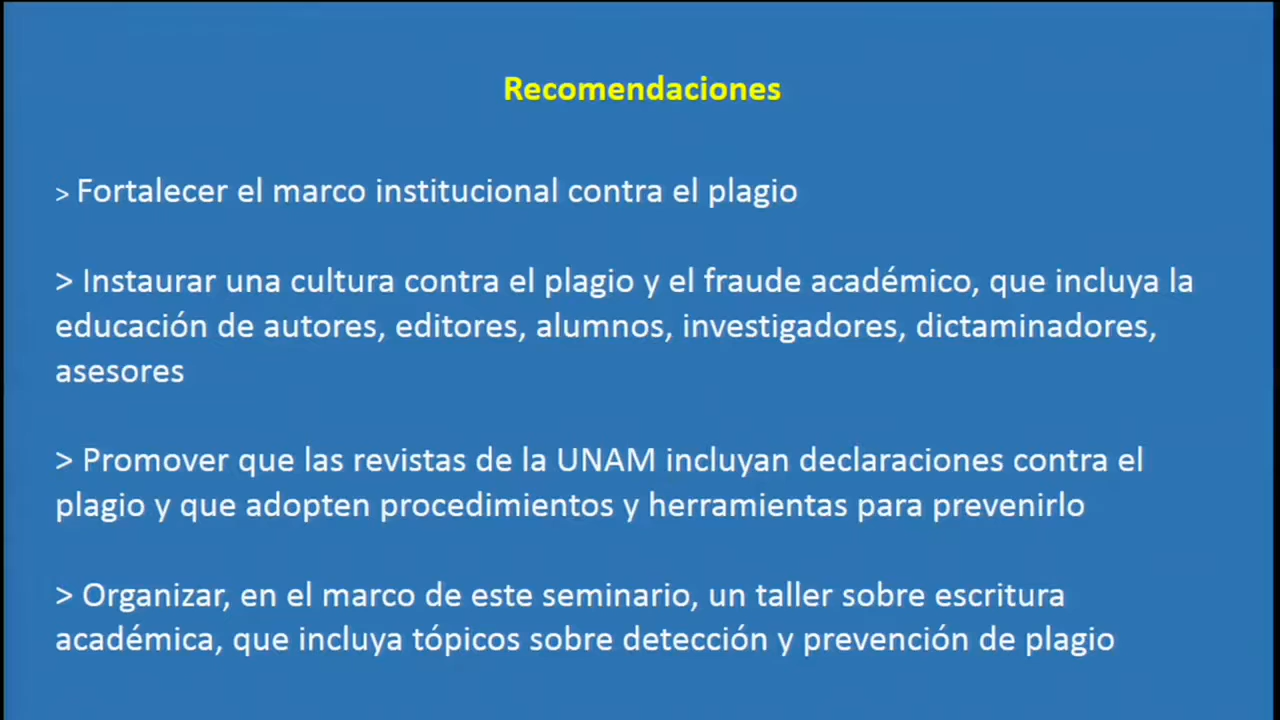 Recomendaciones
> Fortalecer el marco institucional contra el plagio
> Instaurar una cultura contra el plagio y el fraude académico, que incluya la
educación de autores, editores, alumnos, investigadores, dictaminadores,
asesores
> Promover que las revistas de la UNAM incluyan declaraciones contra el
plagio y que adopten procedimientos y herramientas para prevenirlo
> Organizar, en el marco de este seminario, un taller sobre escritura
académica, que incluya tópicos sobre detección y prevención de plagio